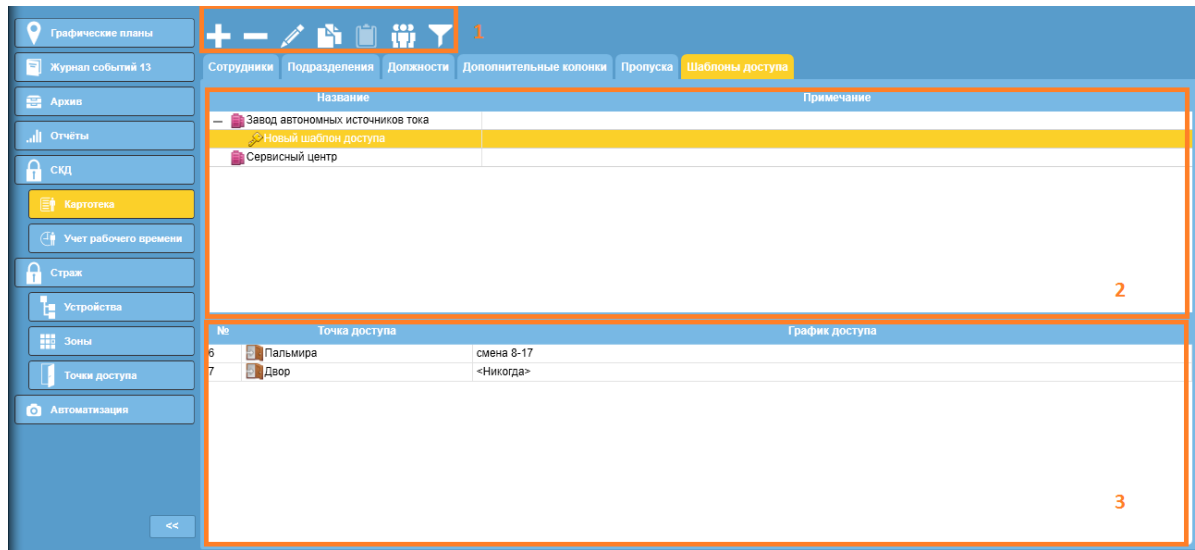 Графические планы
Журнал событий 13
Архив
Отчёты
СКД
Картотека
Учет рабочего времени
Страж
Устройства
Зоны
Точки доступа
Автоматизация
<<
1
Сотрудники Подразделения Должности Дополнительные колонки Пропуска Шаблоны доступа
Название Примечание
Завод автономных источников тока
Новый шаблон доступа
Сервисный центр
2
№ Точка доступа График доступа
6 Пальмира смена 8-17
7 Двор <Никогда>
3